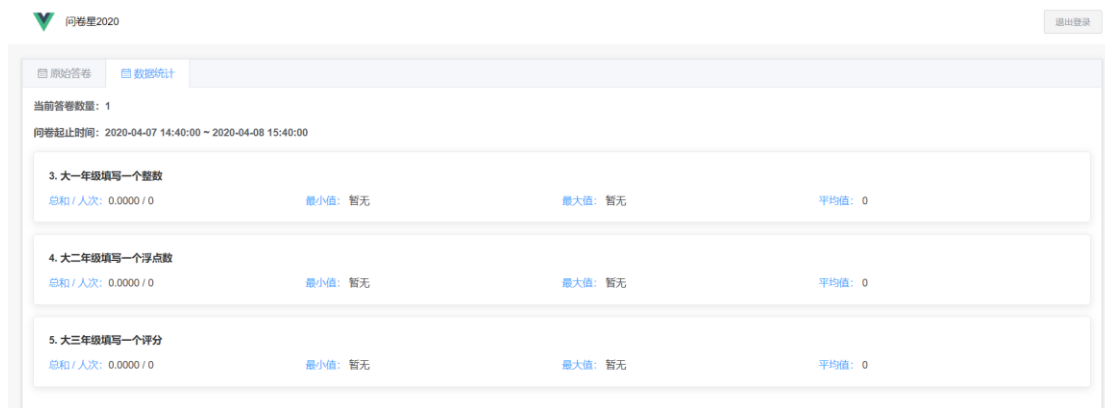 问卷星2020 退出登录
原始答卷 数据统计
当前答卷数量：1
问卷起止时间：2020-04-07 14:40:00 ~ 2020-04-08 15:40:00
3. 大一年级填写一个整数
总和 / 人次：0.0000 / 0 最小值：暂无 最大值：暂无 平均值：0
4. 大二年级填写一个浮点数
总和 / 人次：0.0000 / 0 最小值：暂无 最大值：暂无 平均值：0
5. 大三年级填写一个评分
总和 / 人次：0.0000 / 0 最小值：暂无 最大值：暂无 平均值：0